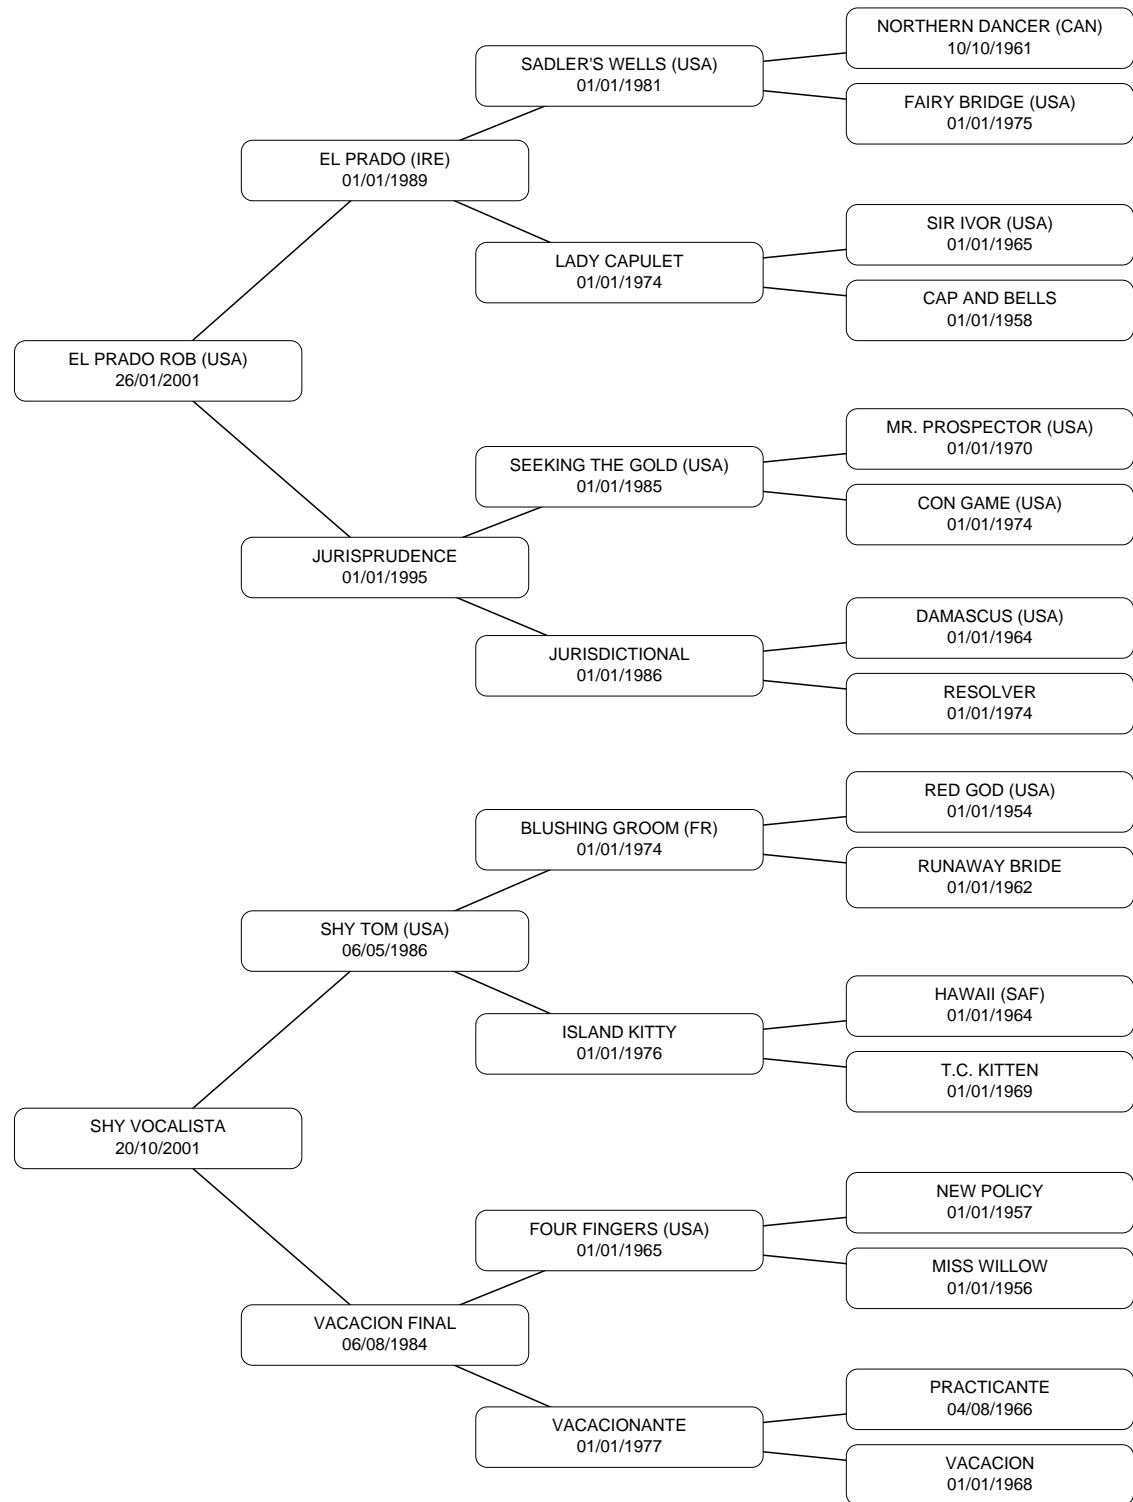 NORTHERN DANCER (CAN)
10/10/1961
SADLER'S WELLS (USA)
01/01/1981
FAIRY BRIDGE (USA)
01/01/1975
EL PRADO (IRE)
01/01/1989
SIR IVOR (USA)
01/01/1965
LADY CAPULET
01/01/1974
CAP AND BELLS
01/01/1958
EL PRADO ROB (USA)
26/01/2001
MR. PROSPECTOR (USA)
01/01/1970
SEEKING THE GOLD (USA)
01/01/1985
CON GAME (USA)
01/01/1974
JURISPRUDENCE
01/01/1995
DAMASCUS (USA)
01/01/1964
JURISDICTIONAL
01/01/1986
RESOLVER
01/01/1974
RED GOD (USA)
01/01/1954
BLUSHING GROOM (FR)
01/01/1974
RUNAWAY BRIDE
01/01/1962
SHY TOM (USA)
06/05/1986
HAWAII (SAF)
01/01/1964
ISLAND KITTY
01/01/1976
T.C. KITTEN
01/01/1969
SHY VOCALISTA
20/10/2001
NEW POLICY
01/01/1957
FOUR FINGERS (USA)
01/01/1965
MISS WILLOW
01/01/1956
VACACION FINAL
06/08/1984
PRACTICANTE
04/08/1966
VACACIONANTE
01/01/1977
VACACION
01/01/1968